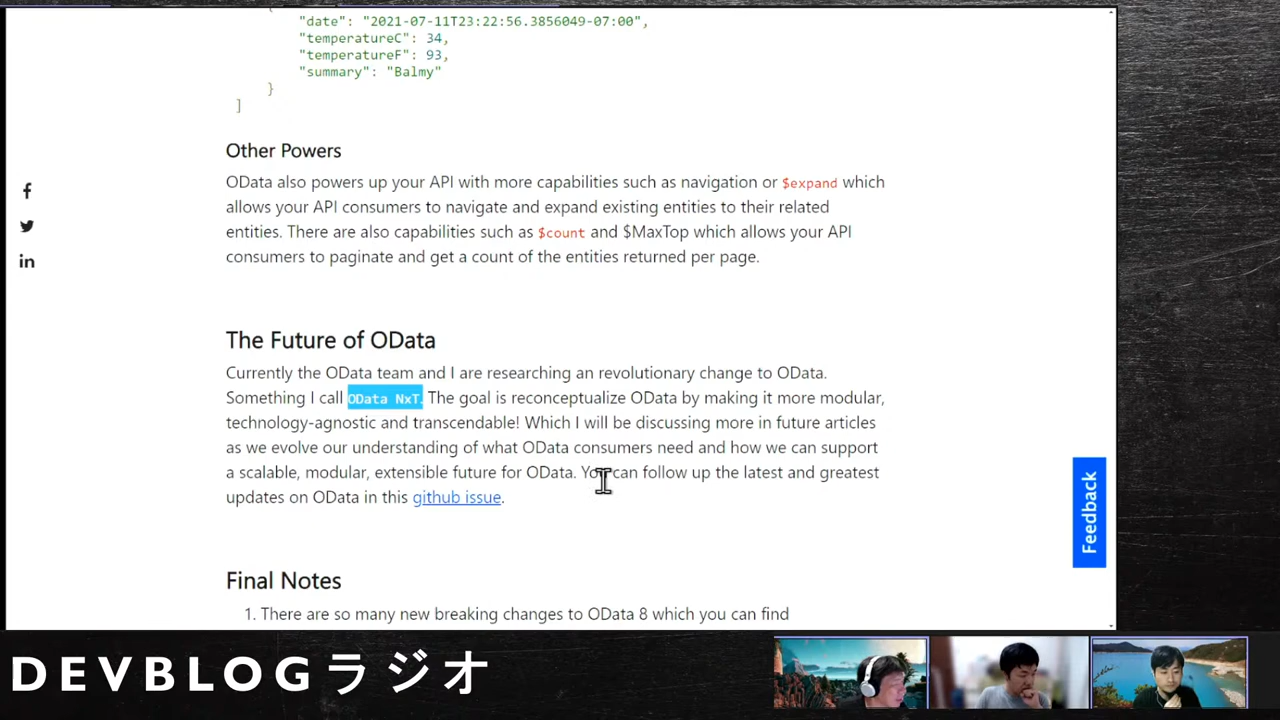 {
"date": "2021-07-11T23:22:56.3856049-07:00",
"temperatureC": 34,
"temperatureF": 93,
"summary": "Balmy"
}
]
Other Powers
OData also powers up your API with more capabilities such as navigation or $expand which
allows your API consumers to navigate and expand existing entities to their related
entities. There are also capabilities such as $count and $MaxTop which allows your API
consumers to paginate and get a count of the entities returned per page.
The Future of OData
Currently the OData team and I are researching an revolutionary change to OData.
Something I call OData NxT. The goal is reconceptualize OData by making it more modular,
technology-agnostic and transcendable! Which I will be discussing more in future articles
as we evolve our understanding of what OData consumers need and how we can support
a scalable, modular, extensible future for OData. You can follow up the latest and greatest
updates on OData in this github issue.
Feedback
Final Notes
1. There are so many new breaking changes to OData 8 which you can find
DEVBLOGラジオ